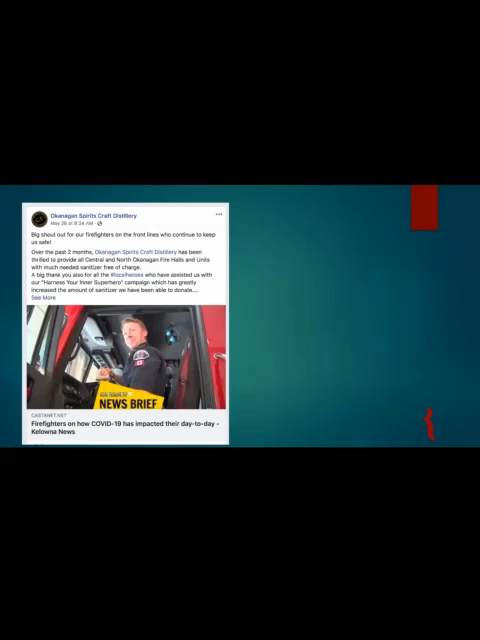 Okanagan Spirits Craft Distillery
May 26 at 8:34 AM
Big shout out for our firefighters on the front lines who continue to keep
us safe!
Over the past 2 months, Okanagan Spirits Craft Distillery has been
thrilled to provide all Central and North Okanagan Fire Halls and Units
with much needed sanitizer free of charge.
A big thank you also for all the #localheroes who have assisted us with
our "Harness Your Inner Superhero" campaign which has greatly
increased the amount of sanitizer we have been able to donate....
See More
NEWS BRIEF
CASTANET.NET
Firefighters on how COVID-19 has impacted their day-to-day -
Kelowna News
{